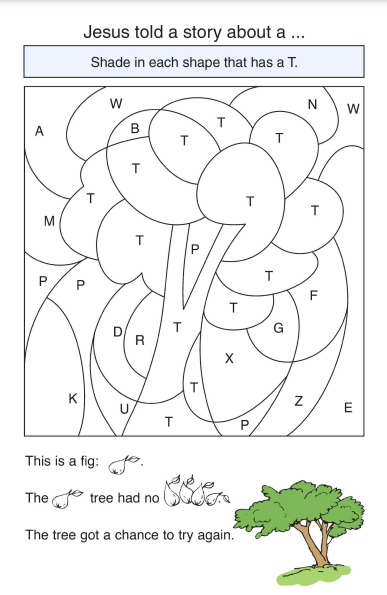 Jesus told a story about a ...
Shade in each shape that has a T.
W N W
A B T T T
T
T T T
M T P
P P T
T F
D R T G
X
K T Z
U T P E
This is a fig: .
The tree had no
The tree got a chance to try again.